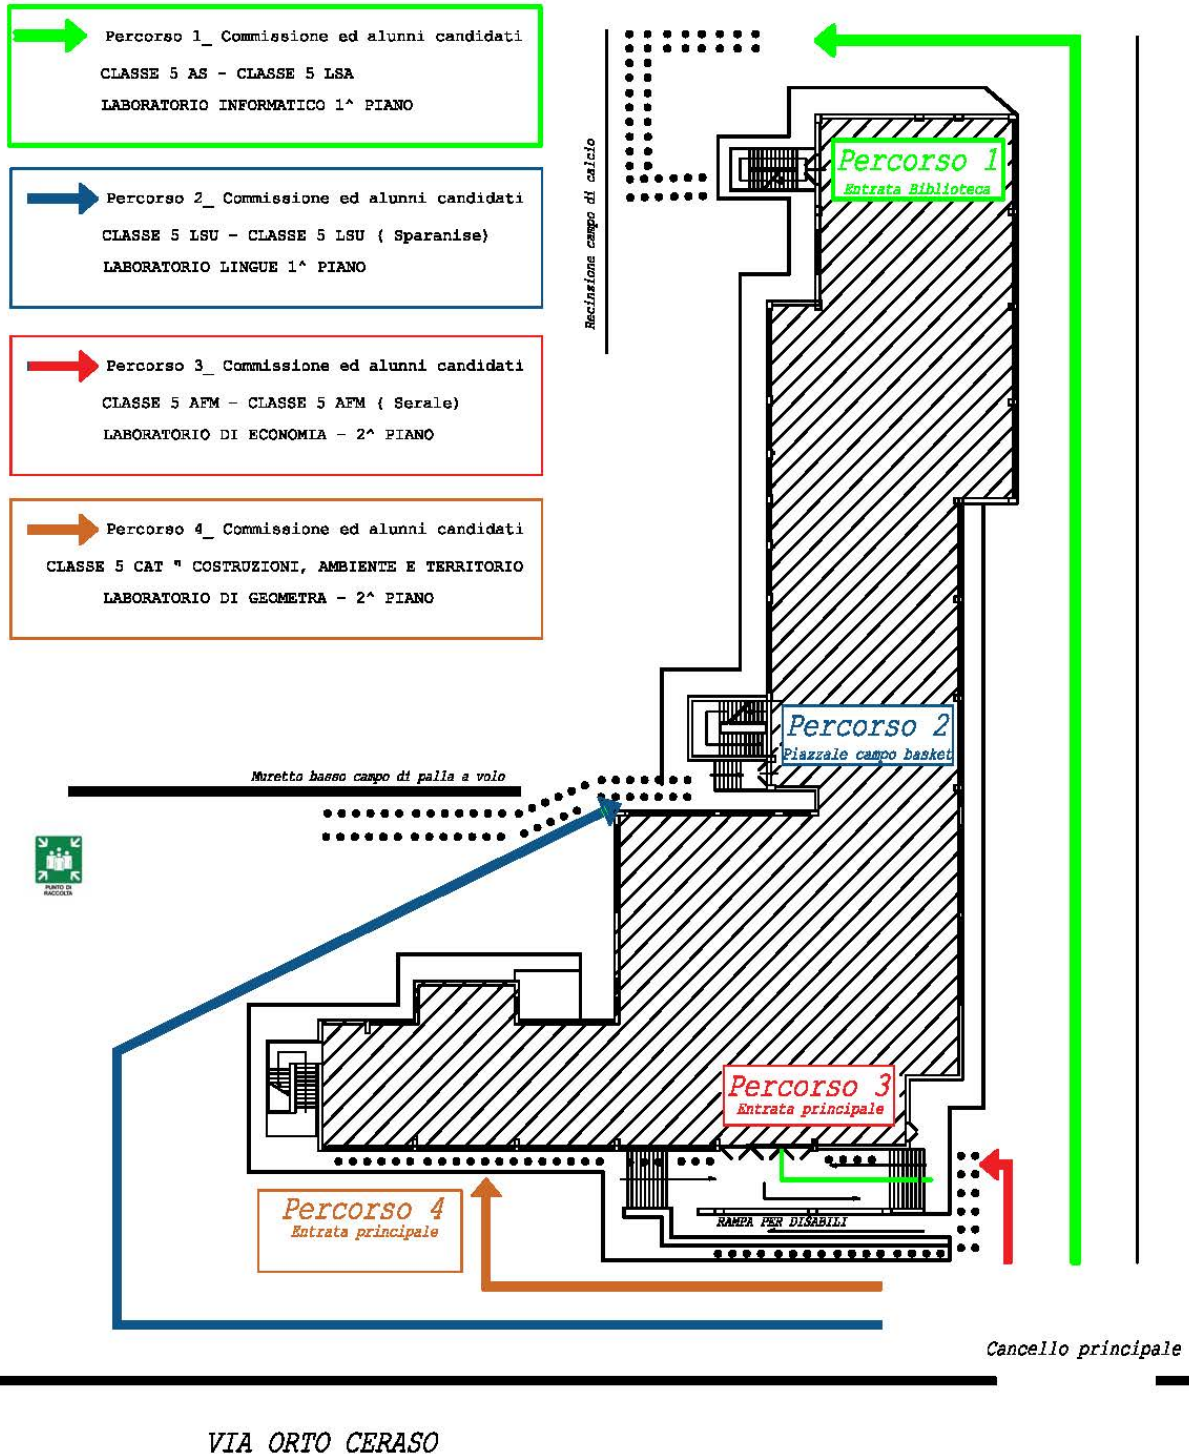 Percorso 1_ Commissione ed alunni candidati
CLASSE 5 AS - CLASSE 5 LSA
LABORATORIO INFORMATICO 1^ PIANO
Percorso 2_ Commissione ed alunni candidati
CLASSE 5 LSU - CLASSE 5 LSU ( Sparanise)
LABORATORIO LINGUE 1^ PIANO
Percorso 3_ Commissione ed alunni candidati
CLASSE 5 AFM - CLASSE 5 AFM ( Serale)
LABORATORIO DI ECONOMIA - 2^ PIANO
Percorso 4_ Commissione ed alunni candidati
CLASSE 5 CAT " COSTRUZIONI, AMBIENTE E TERRITORIO
LABORATORIO DI GEOMETRA - 2^ PIANO
Recinsione campo di calcio
Percorso 1
Entrata Biblioteca
Percorso 2
Piazzale campo basket
Muretto basso campo di palla a volo
PUNTO DI
RACCOLTA
Percorso 3
Entrata principale
Percorso 4
Entrata principale
RAMPA PER DISABILI
Cancello principale
VIA ORTO CERASO